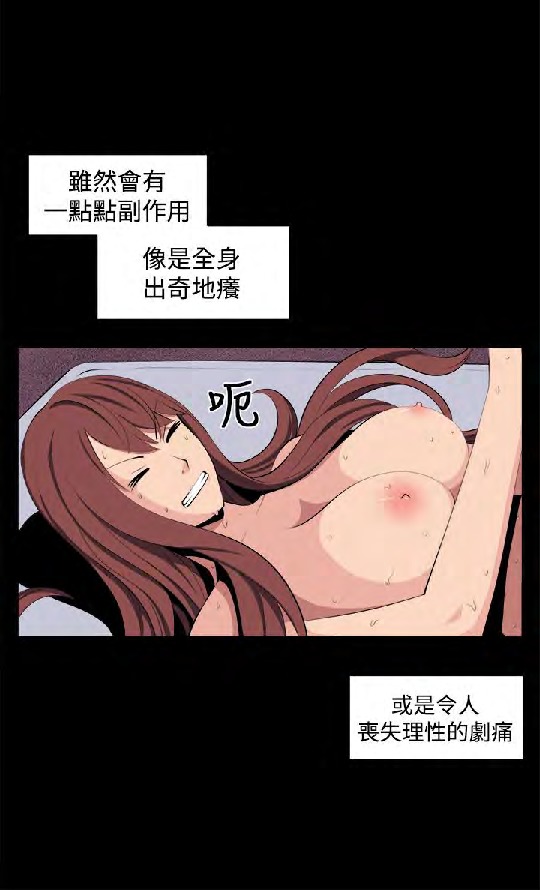 雖然會有
一點點副作用
像是全身
出奇地癢
呃
或是令人
喪失理性的劇痛